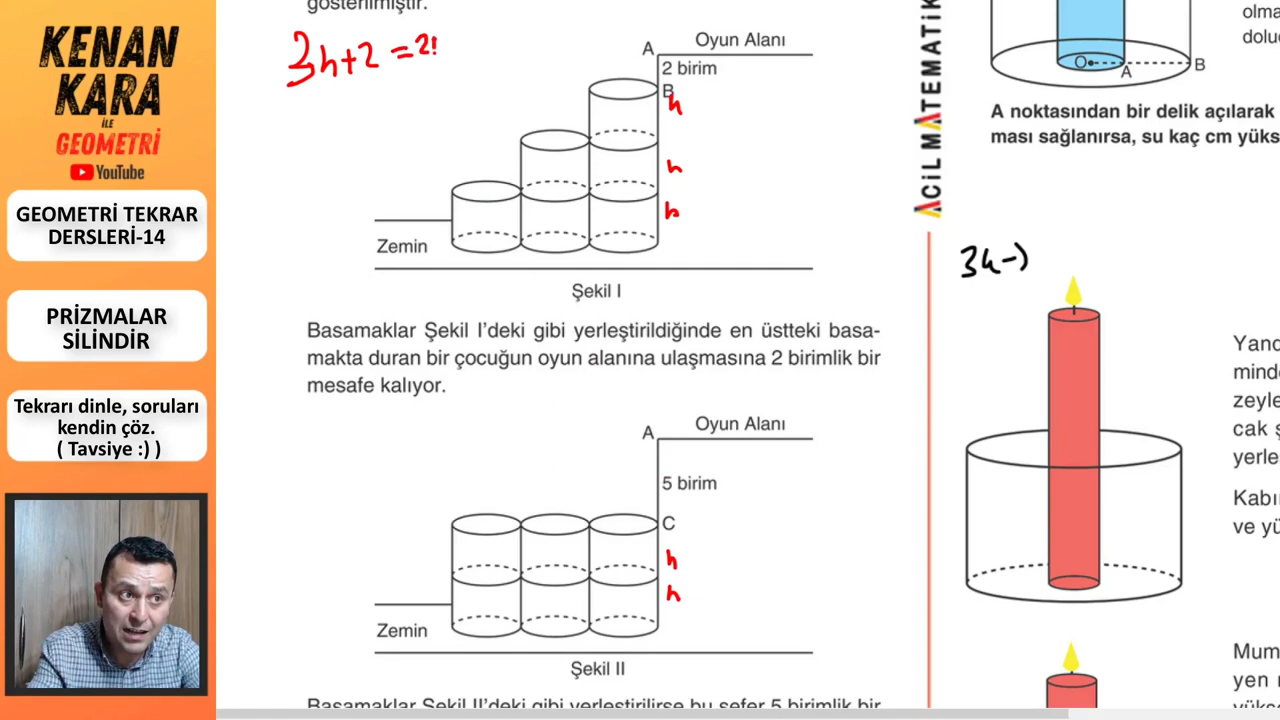 KENAN
KARA
İLE
GEOMETRİ
YouTube
GEOMETRİ TEKRAR
DERSLERİ-14
PRİZMALAR
SİLİNDİR
Tekrarı dinle, soruları
kendin çöz.
( Tavsiye :) )
gösterilmiştir.
3h+2 = 2!
A
Oyun Alanı
2 birim
B
h
h
h
Zemin
Şekil I
Basamaklar Şekil I'deki gibi yerleştirildiğinde en üstteki basa-
makta duran bir çocuğun oyun alanına ulaşmasına 2 birimlik bir
mesafe kalıyor.
A
Oyun Alanı
5 birim
C
h
h
Zemin
Şekil II
Basamaklar Şekil II'deki gibi yerleştirilirse bu sefer 5 birimlik bir
ACİL MATEMATİK
olma
dolu
O
A
B
A noktasından bir delik açılarak
ması sağlanırsa, su kaç cm yüks
Yand
minde
zeyle
cak ş
yerle
Kabı
ve yü
Mum
yen
yükse